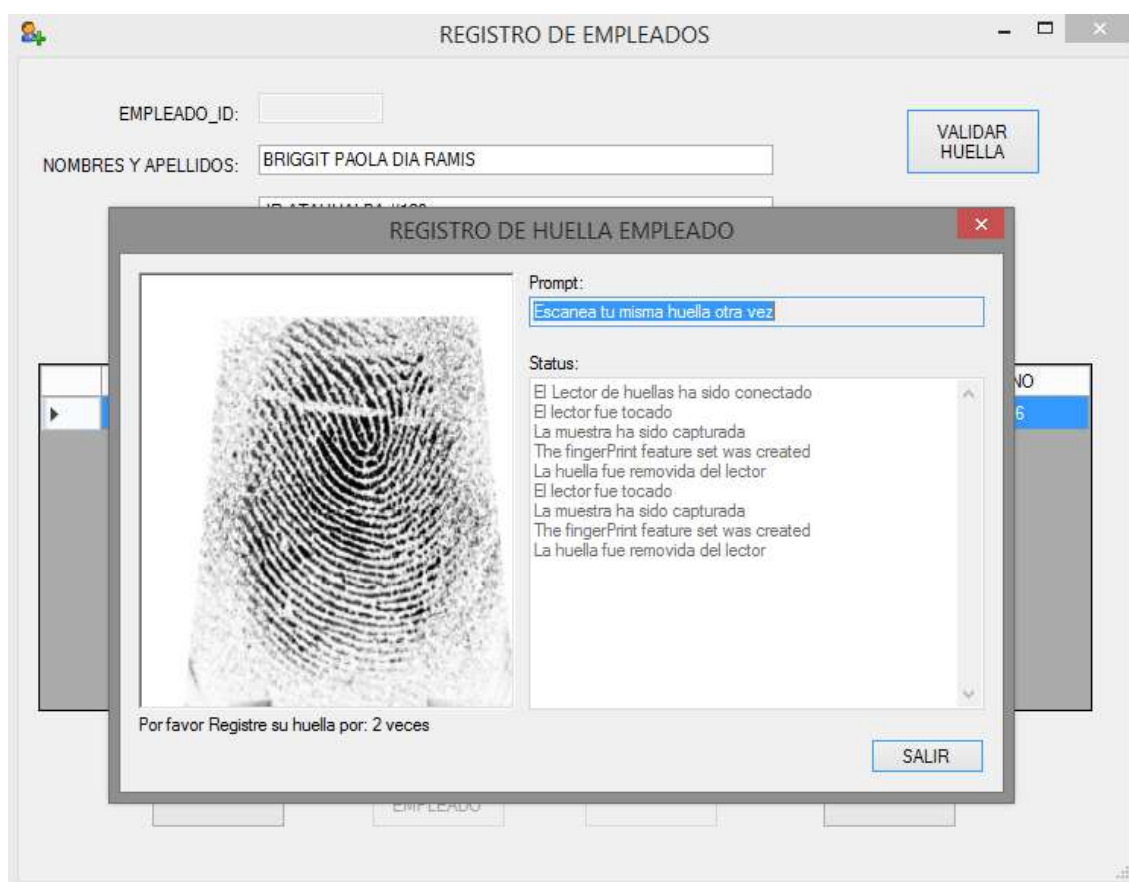 REGISTRO DE EMPLEADOS
EMPLEADO_ID:
VALIDAR
HUELLA
NOMBRES Y APELLIDOS:
BRIGGIT PAOLA DIA RAMIS
REGISTRO DE HUELLA EMPLEADO
Prompt:
Escanea tu misma huella otra vez
Status:
El Lector de huellas ha sido conectado
El lector fue tocado
La muestra ha sido capturada
The fingerPrint feature set was created
La huella fue removida del lector
El lector fue tocado
La muestra ha sido capturada
The fingerPrint feature set was created
La huella fue removida del lector
NO
6
Por favor Registre su huella por: 2 veces
SALIR
EMPLEADO